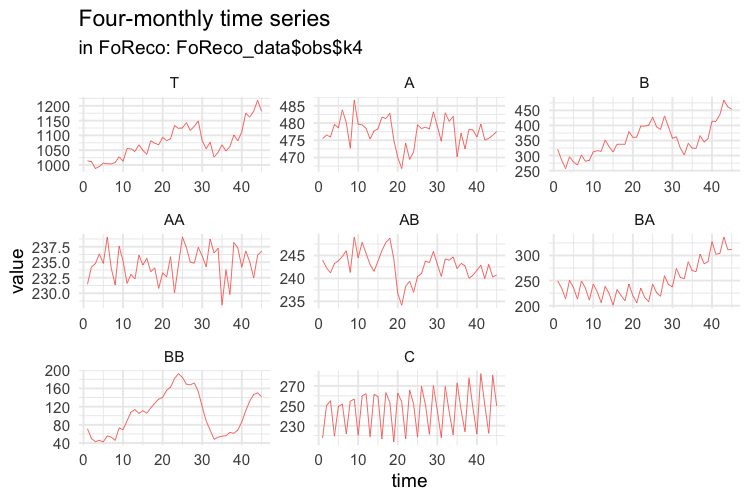 Four-monthly time series
in FoReco: FoReco_data$obs$k4
T A B
1200
1150
1100
1050
1000
0 10 20 30 40
485
480
475
470
0 10 20 30 40
450
400
350
300
250
0 10 20 30 40
AA AB BA
237.5
235.0
232.5
230.0
0 10 20 30 40
245
240
235
0 10 20 30 40
300
250
200
0 10 20 30 40
BB C
200
160
120
80
40
0 10 20 30 40
270
250
230
0 10 20 30 40
value
time